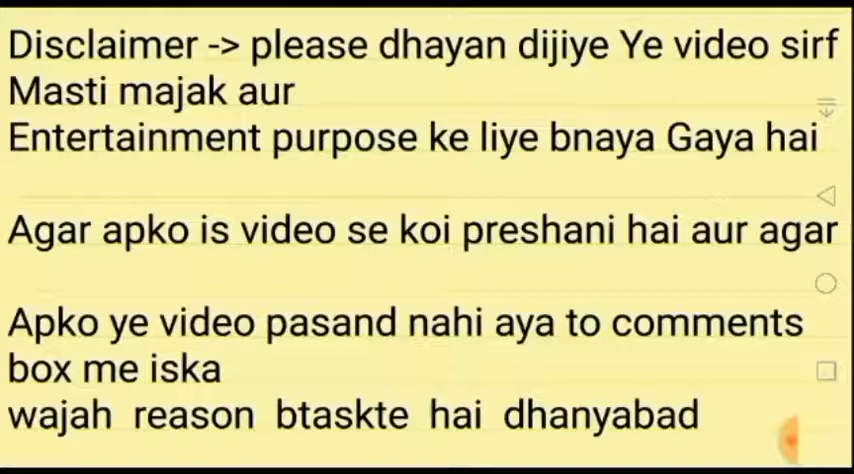 Disclaimer -> please dhayan dijiye Ye video sirf
Masti majak aur
Entertainment purpose ke liye bnaya Gaya hai
Agar apko is video se koi preshani hai aur agar
Apko ye video pasand nahi aya to comments
box me iska
wajah reason btaskte hai dhanyabad